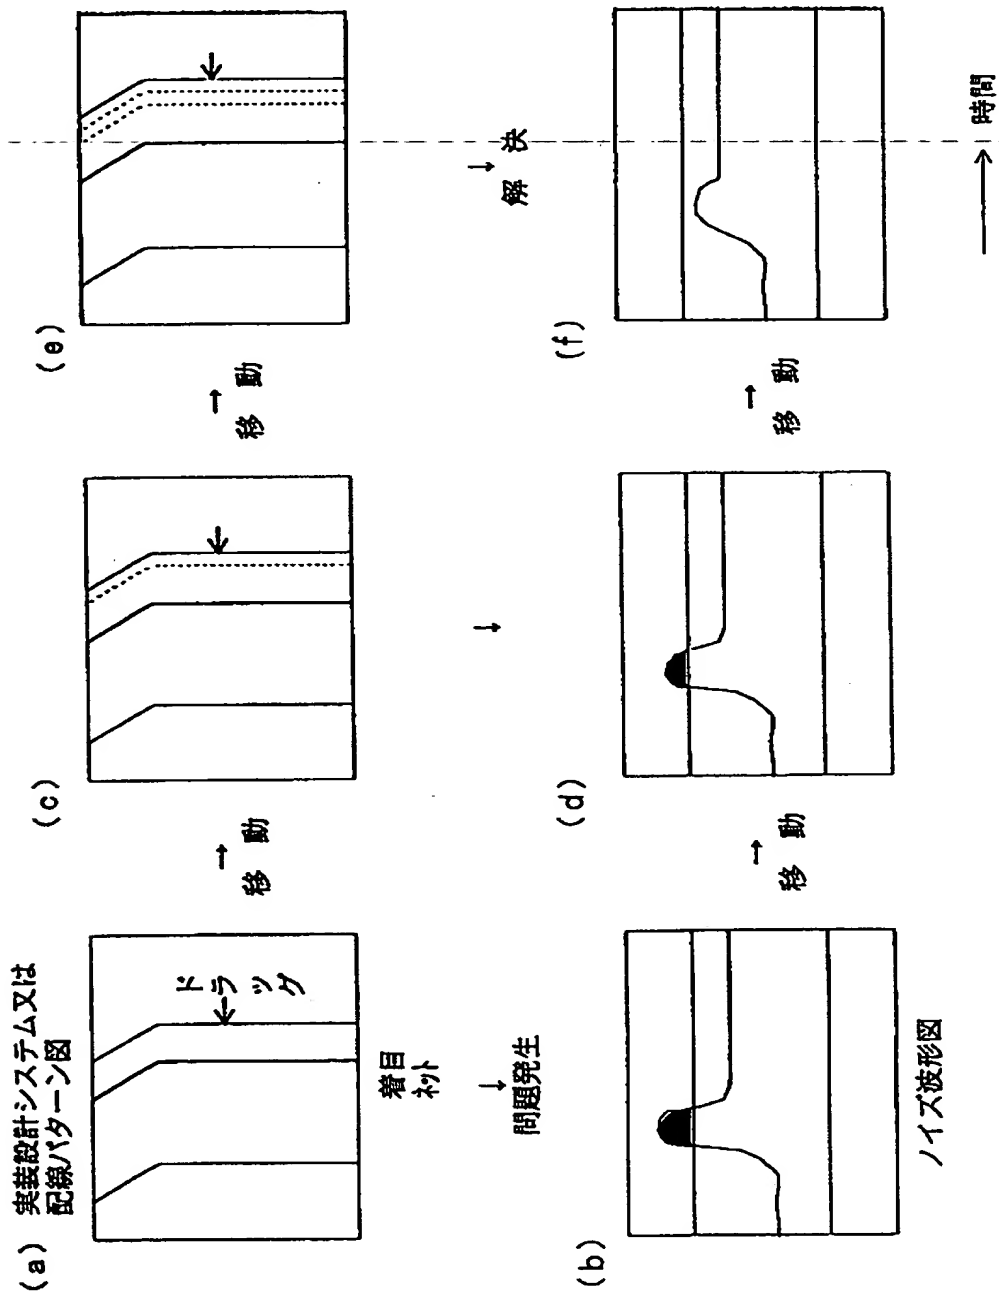 (a) 実装設計システム又は
配線パターン図
ドラッグ
着目
ネット
↓
問題発生
(b)
ノイズ波形図
→
移 動
(c)
↓
(d)
→
移 動
→
移 動
(e)
↓
解 決
(f)
→
移 動
→ 時間